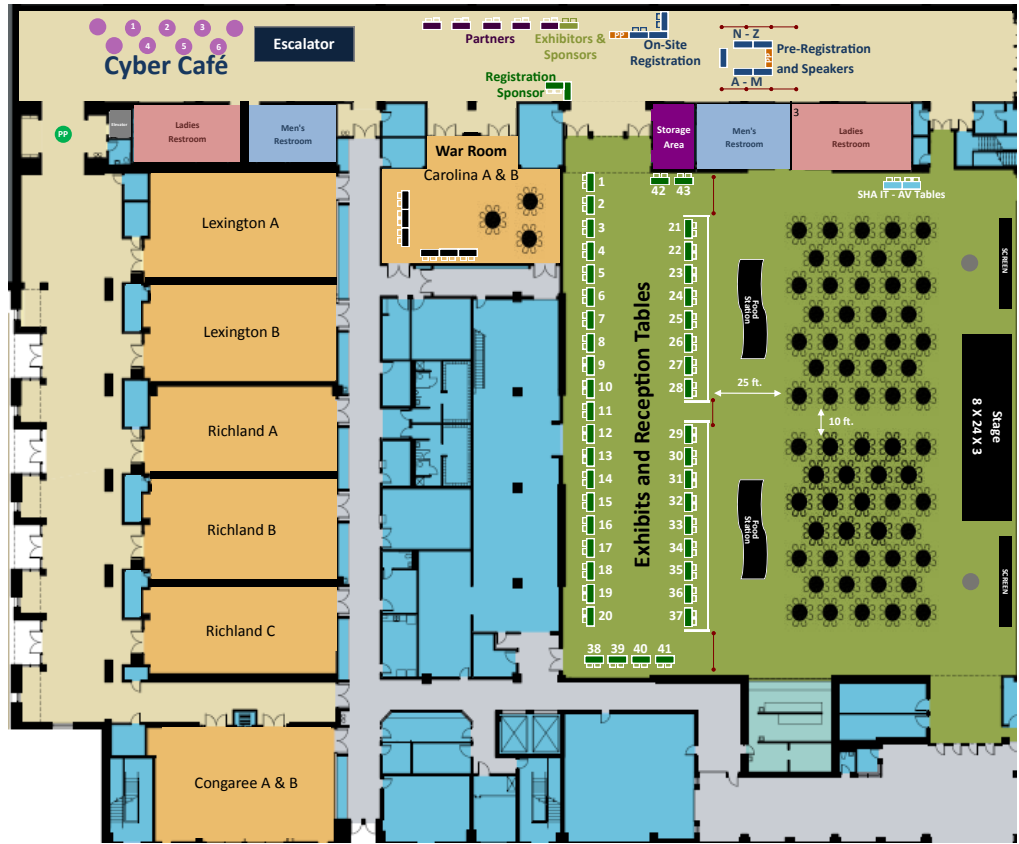 1
2
3
4
5
6
Cyber Café
Escalator
Partners
Exhibitors &
Sponsors
PP
On-Site
Registration
N - Z
A - M
Pre-Registration
and Speakers
Registration
Sponsor
PP
Elevator
Ladies
Restroom
Men's
Restroom
War Room
Carolina A & B
Storage
Area
Men's
Restroom
3
Ladies
Restroom
Lexington A
Lexington B
Richland A
Richland B
Richland C
Congaree A & B
42
43
SHA IT - AV Tables
1
2
3
4
5
6
7
8
9
10
11
12
13
14
15
16
17
18
19
20
Exhibits and Reception Tables
21
22
23
24
25
26
27
28
29
30
31
32
33
34
35
36
37
38
39
40
41
Food
Station
25 ft.
10 ft.
Food
Station
SCREEN
Stage
8 X 24 X 3
SCREEN